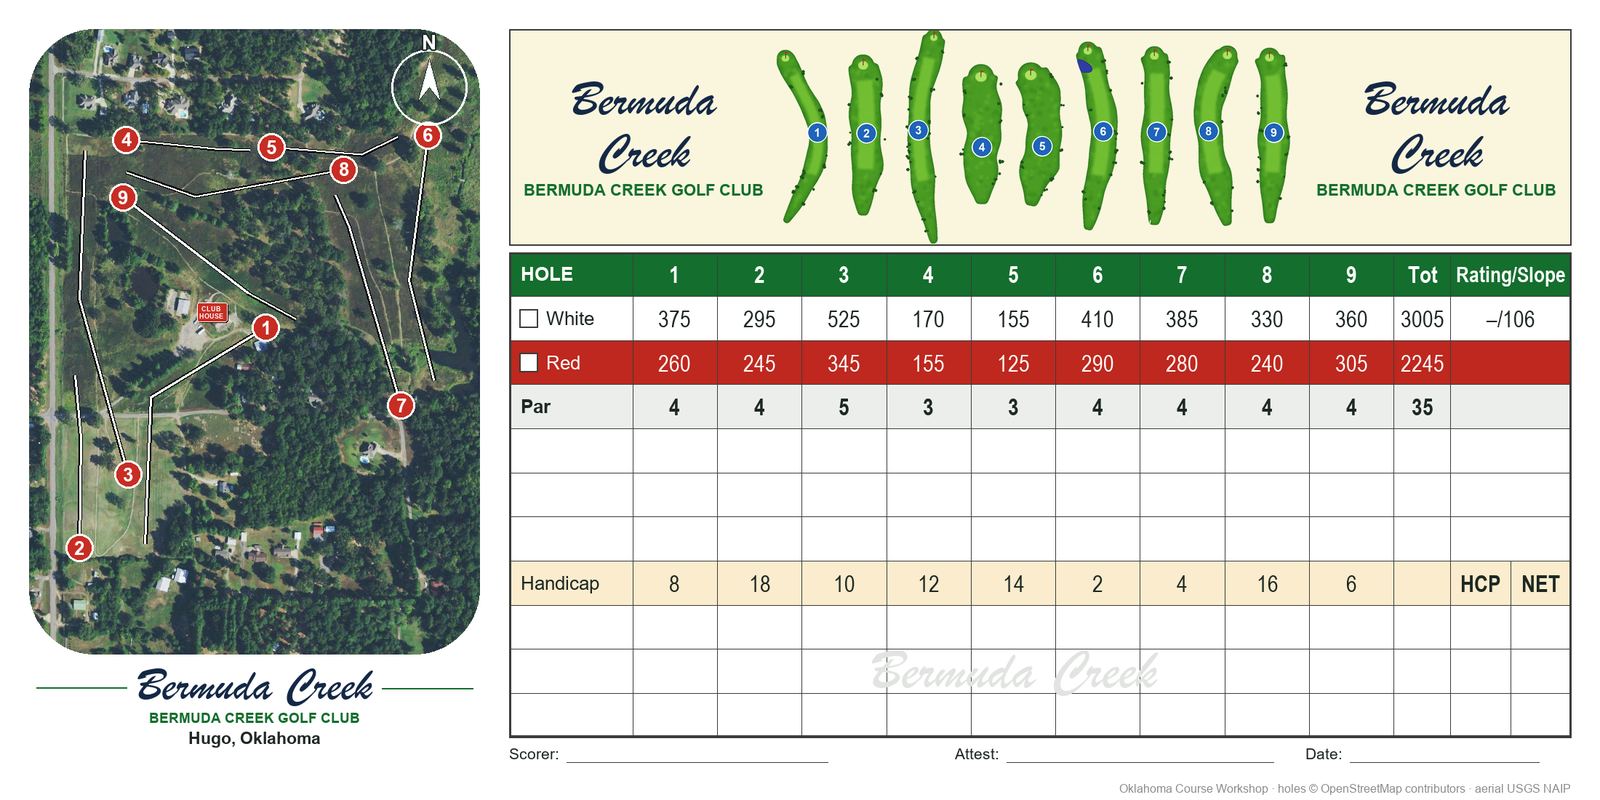 N
4
5
6
8
9
CLUB
HOUSE
1
7
3
2
Bermuda Creek
BERMUDA CREEK GOLF CLUB
Hugo, Oklahoma
Bermuda
Creek
BERMUDA CREEK GOLF CLUB
1 2 3 4 5 6 7 8 9
Bermuda
Creek
BERMUDA CREEK GOLF CLUB
HOLE 1 2 3 4 5 6 7 8 9 Tot Rating/Slope
White 375 295 525 170 155 410 385 330 360 3005 –/106
Red 260 245 345 155 125 290 280 240 305 2245
Par 4 4 5 3 3 4 4 4 4 35
Handicap 8 18 10 12 14 2 4 16 6 HCP NET
Bermuda Creek
Scorer: Attest: Date:
Oklahoma Course Workshop · holes © OpenStreetMap contributors · aerial USGS NAIP